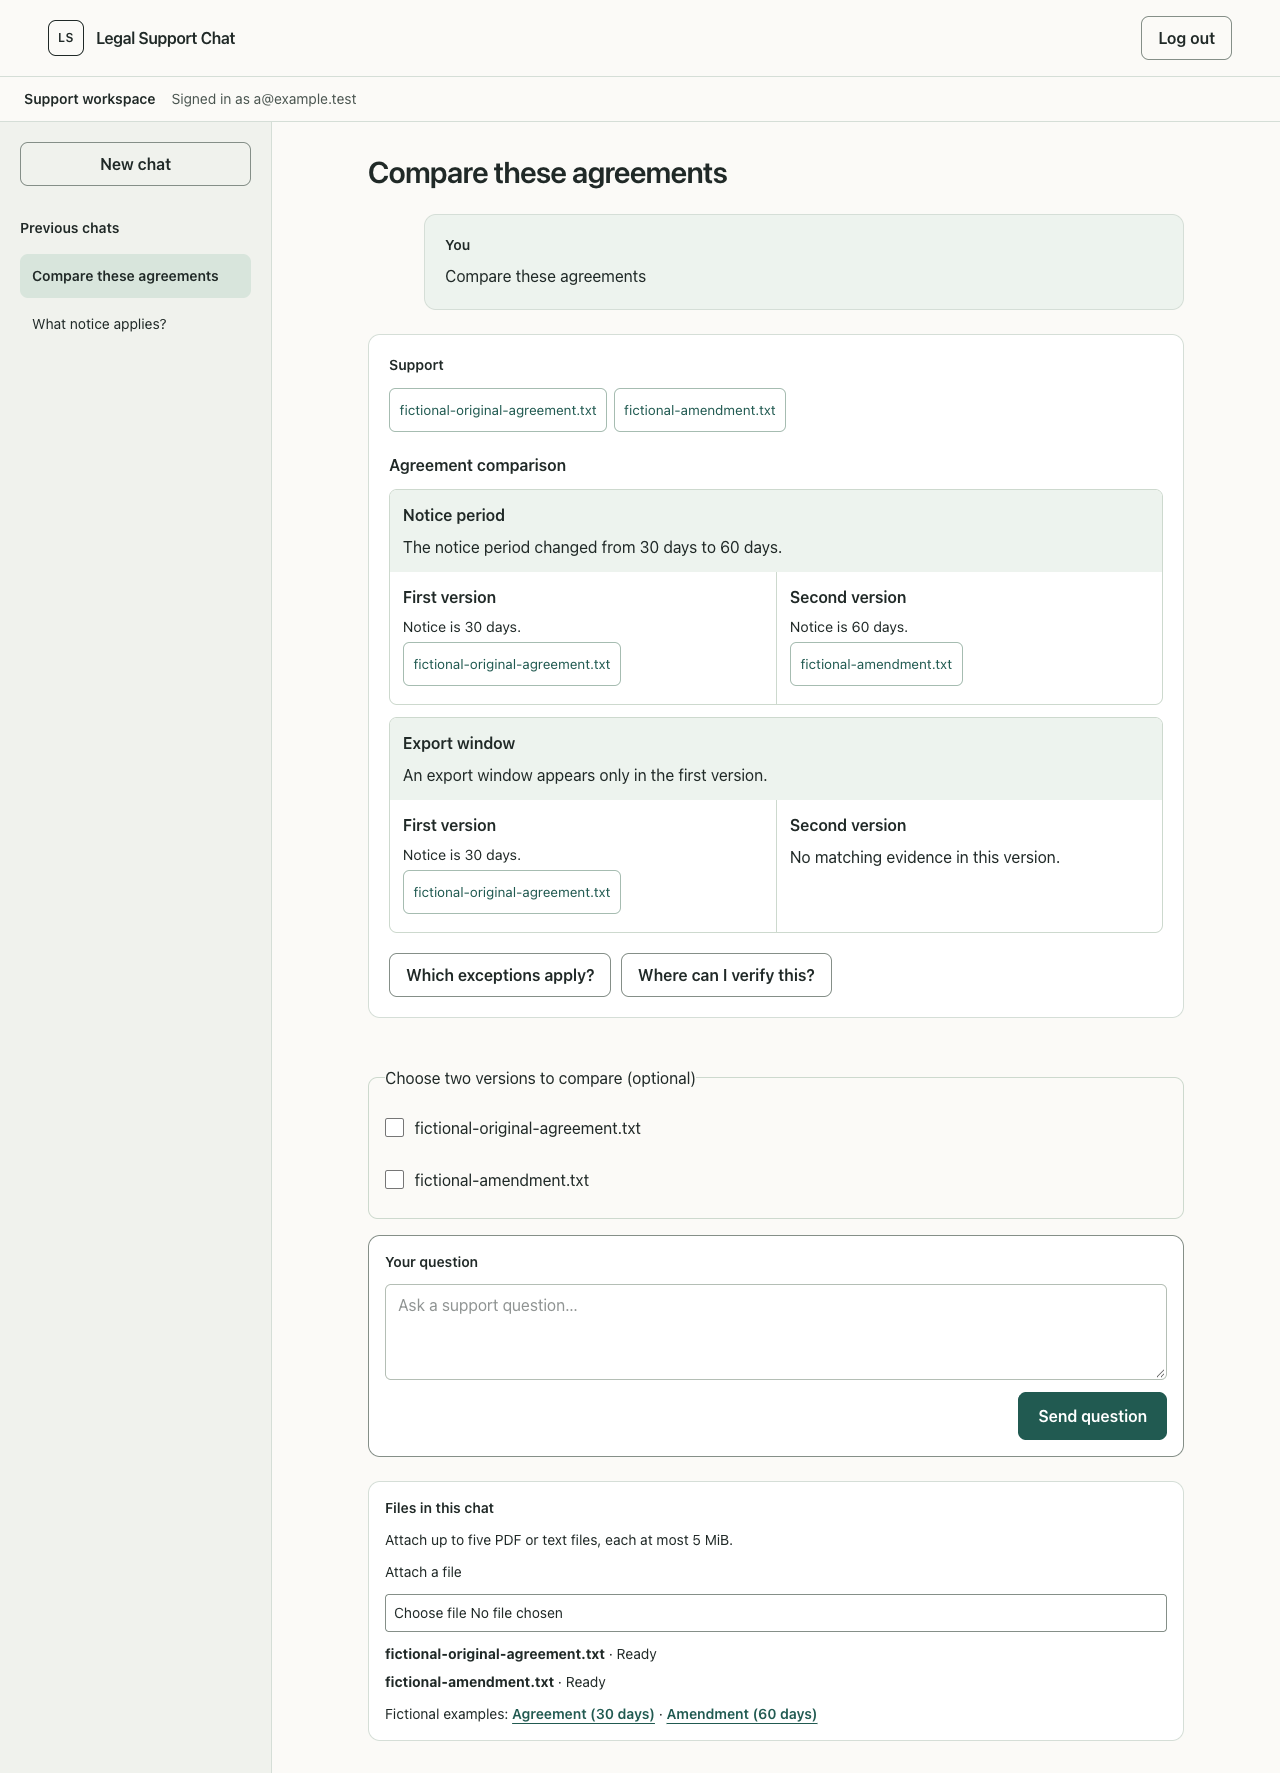 LS
Legal Support Chat
Log out
Support workspace
Signed in as a@example.test
New chat
Previous chats
Compare these agreements
What notice applies?
Compare these agreements
You
Compare these agreements
Support
fictional-original-agreement.txt
fictional-amendment.txt
Agreement comparison
Notice period
The notice period changed from 30 days to 60 days.
First version
Notice is 30 days.
fictional-original-agreement.txt
Second version
Notice is 60 days.
fictional-amendment.txt
Export window
An export window appears only in the first version.
First version
Notice is 30 days.
fictional-original-agreement.txt
Second version
No matching evidence in this version.
Which exceptions apply?
Where can I verify this?
Choose two versions to compare (optional)
fictional-original-agreement.txt
fictional-amendment.txt
Your question
Ask a support question...
Send question
Files in this chat
Attach up to five PDF or text files, each at most 5 MiB.
Attach a file
Choose file No file chosen
fictional-original-agreement.txt · Ready
fictional-amendment.txt · Ready
Fictional examples: Agreement (30 days) · Amendment (60 days)